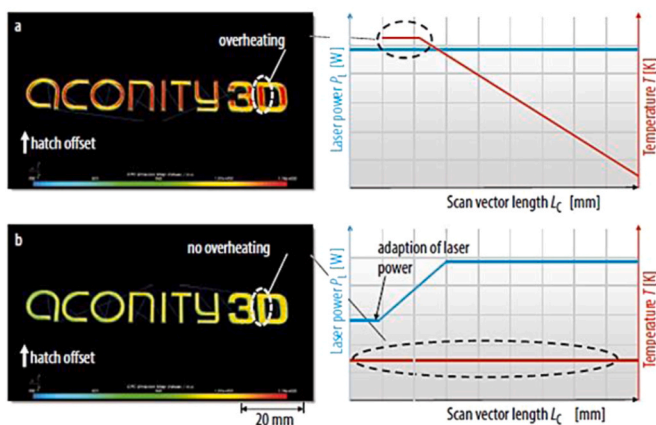 a
overheating
aconity 3D
hatch offset
Laser power P_L [W]
Temperature T [K]
Scan vector length L_C [mm]
b
no overheating
adaption of laser
power
aconity 3D
hatch offset
20 mm
Laser power P_L [W]
Temperature T [K]
Scan vector length L_C [mm]